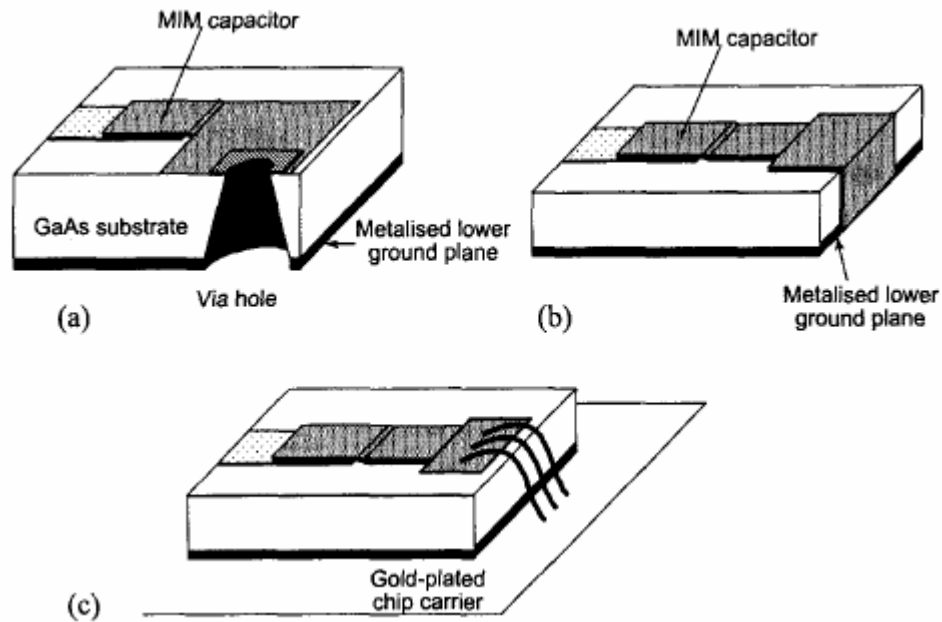 MIM capacitor
GaAs substrate
Metalised lower
ground plane
Via hole
(a)
MIM capacitor
Metalised lower
ground plane
(b)
Gold-plated
chip carrier
(c)